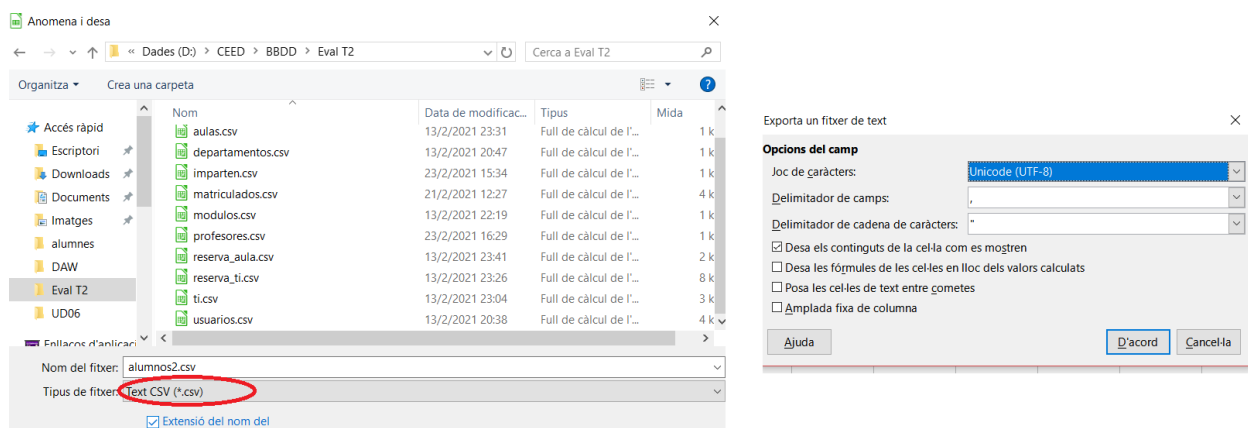 Anomena i desa
« Dades (D:) > CEED > BBDD > Eval T2
Cerca a Eval T2
Organitza
Crea una carpeta
Nom Data de modificac... Tipus Mida
Accés ràpid
Escriptori
Downloads
Documents
Imatges
alumnes
DAW
Eval T2
UD06
Enllaços d'aplicaci
aulas.csv 13/2/2021 23:31 Full de càlcul de l'... 1 k
departamentos.csv 13/2/2021 20:47 Full de càlcul de l'... 1 k
imparten.csv 23/2/2021 15:34 Full de càlcul de l'... 1 k
matriculados.csv 21/2/2021 12:27 Full de càlcul de l'... 4 k
modulos.csv 13/2/2021 22:19 Full de càlcul de l'... 1 k
profesores.csv 23/2/2021 16:29 Full de càlcul de l'... 1 k
reserva_aula.csv 13/2/2021 23:41 Full de càlcul de l'... 2 k
reserva_ti.csv 13/2/2021 23:26 Full de càlcul de l'... 8 k
ti.csv 13/2/2021 23:04 Full de càlcul de l'... 3 k
usuarios.csv 13/2/2021 20:38 Full de càlcul de l'... 4 k
Nom del fitxer: alumnos2.csv
Tipus de fitxer: Text CSV (*.csv)
Extensió del nom del
Exporta un fitxer de text
Opcions del camp
Joc de caràcters: Unicode (UTF-8)
Delimitador de camps: ,
Delimitador de cadena de caràcters: "
Desa els continguts de la cel·la com es mostren
Desa les fórmules de les cel·les en lloc dels valors calculats
Posa les cel·les de text entre cometes
Amplada fixa de columna
Ajuda D'acord Cancel·la